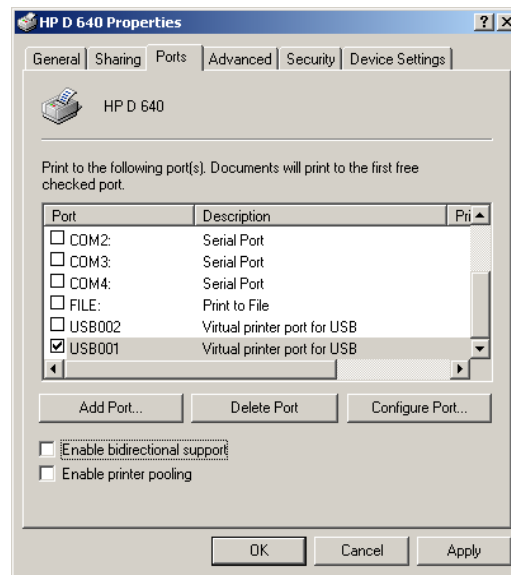 HP D 640 Properties
General Sharing Ports Advanced Security Device Settings
HP D 640
Print to the following port(s). Documents will print to the first free
checked port.
Port Description Pri
COM2: Serial Port
COM3: Serial Port
COM4: Serial Port
FILE: Print to File
USB002 Virtual printer port for USB
USB001 Virtual printer port for USB
Add Port... Delete Port Configure Port...
Enable bidirectional support
Enable printer pooling
OK Cancel Apply